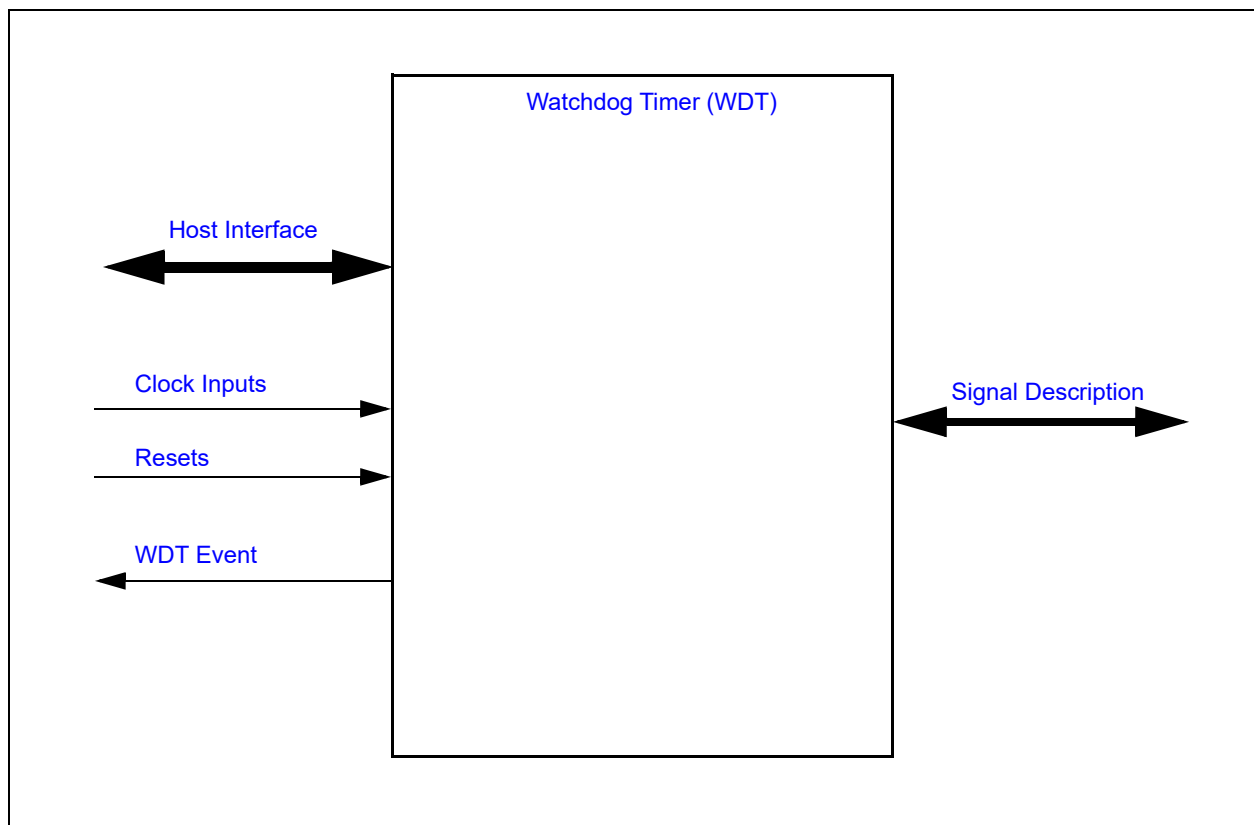 Watchdog Timer (WDT)
Host Interface
Clock Inputs
Signal Description
Resets
WDT Event